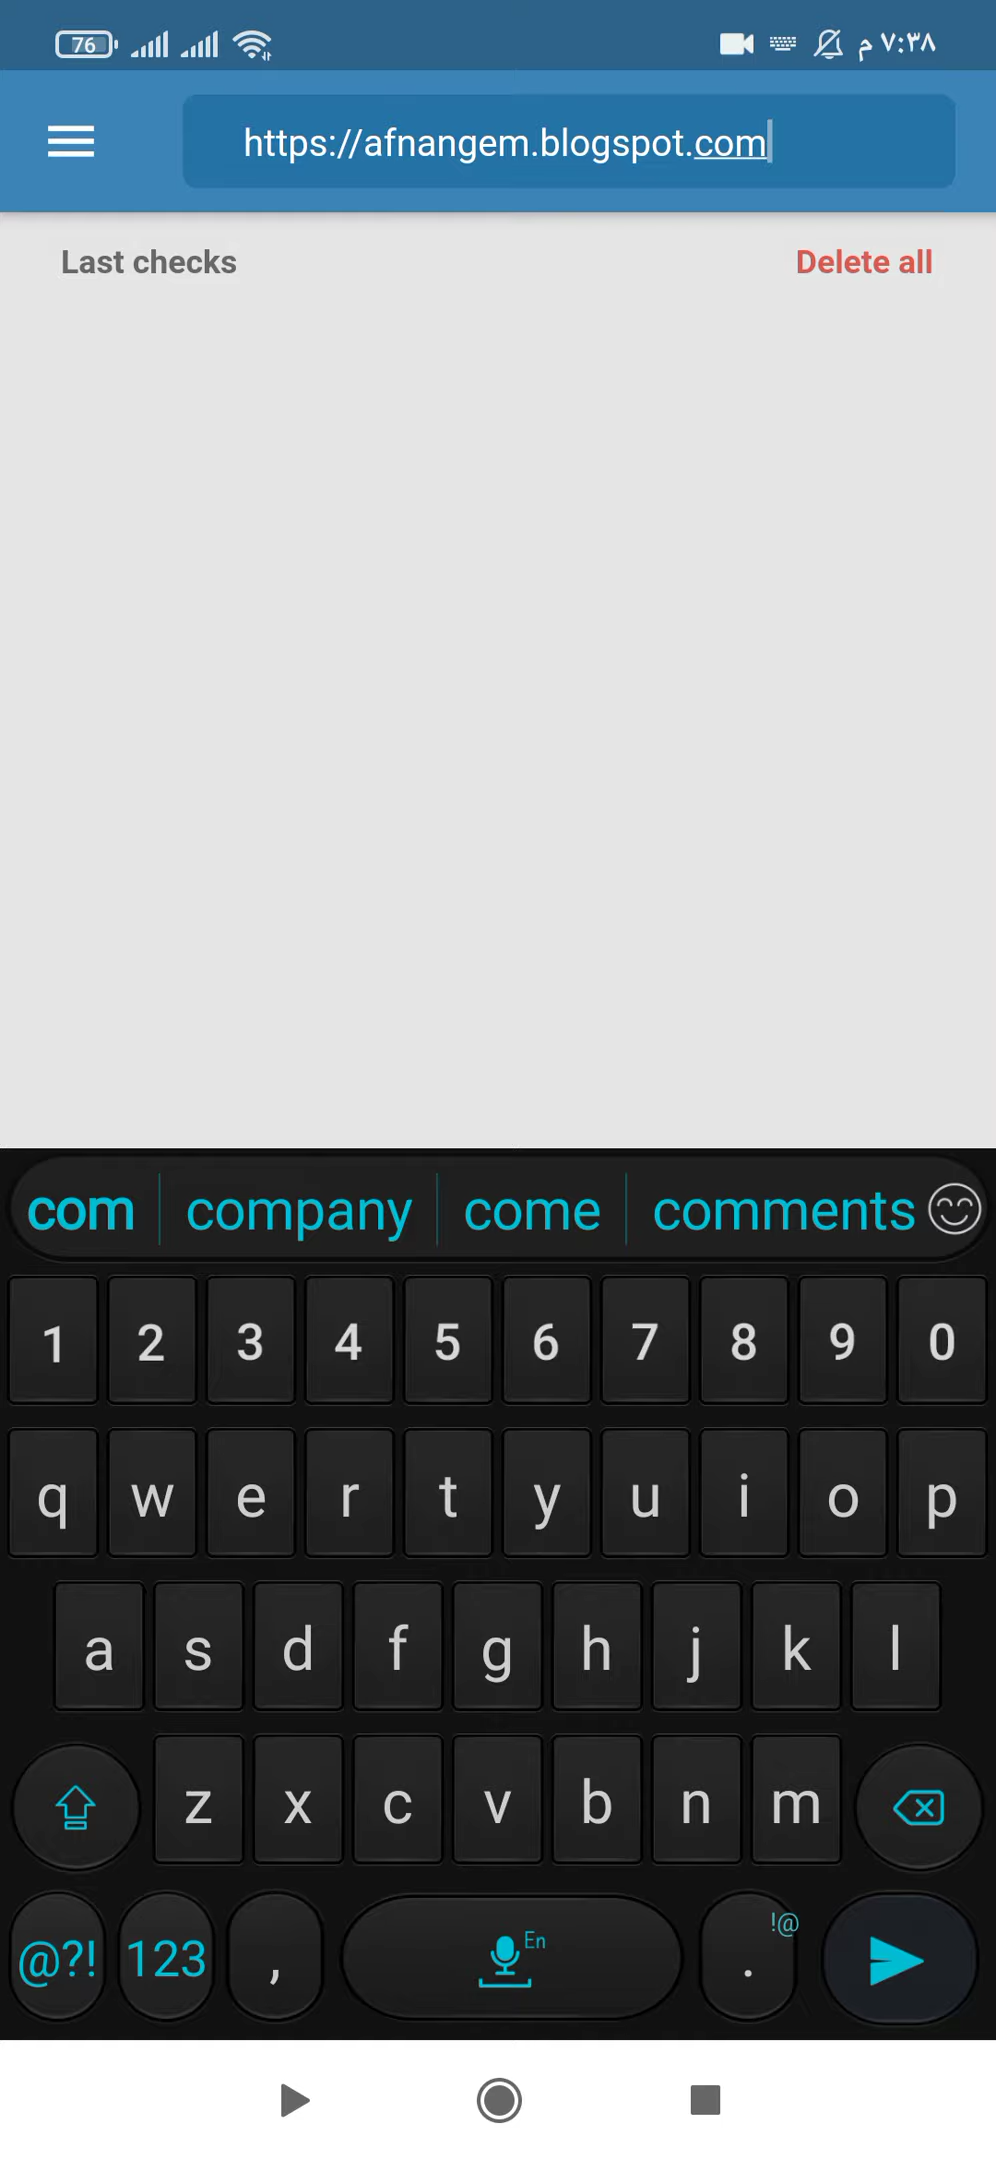 76 م ٧:٣٨
https://afnangem.blogspot.com
Last checks Delete all
com company come comments
1 2 3 4 5 6 7 8 9 0
q w e r t y u i o p
a s d f g h j k l
z x c v b n m
@?! 123 , En . !@